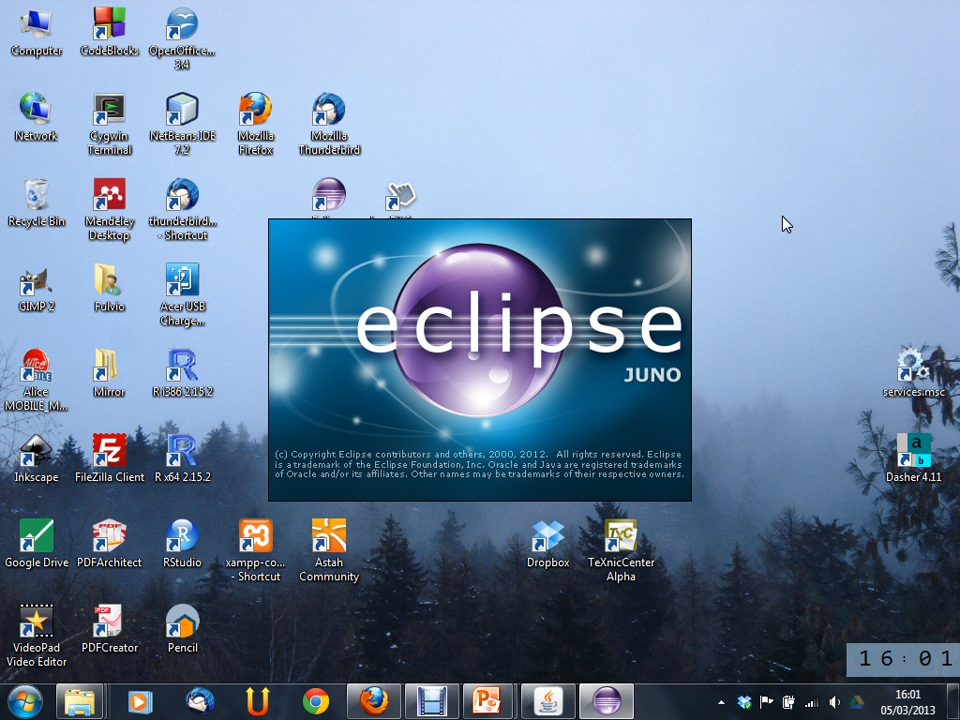 Computer
CodeBlocks
OpenOffice...
3.4
Network
Cygwin
Terminal
NetBeans IDE
7.2
Mozilla
Firefox
Mozilla
Thunderbird
Recycle Bin
Mendeley
Desktop
thunderbird...
- Shortcut
GIMP 2
Fulvio
Acer USB
Charge...
eclipse
JUNO
(c) Copyright Eclipse contributors and others, 2000, 2012. All rights reserved. Eclipse
is a trademark of the Eclipse Foundation, Inc. Oracle and Java are registered trademarks
of Oracle and/or its affiliates. Other names may be trademarks of their respective owners.
Alice
MOBILE_M...
Mirror
R i386 2.15.2
services.msc
Inkscape
FileZilla Client
R x64 2.15.2
a
b
Dasher 4.11
Google Drive
PDFArchitect
RStudio
xampp-co...
- Shortcut
Astah
Community
Dropbox
TeXnicCenter
Alpha
VideoPad
Video Editor
PDFCreator
Pencil
16:01
16:01
05/03/2013